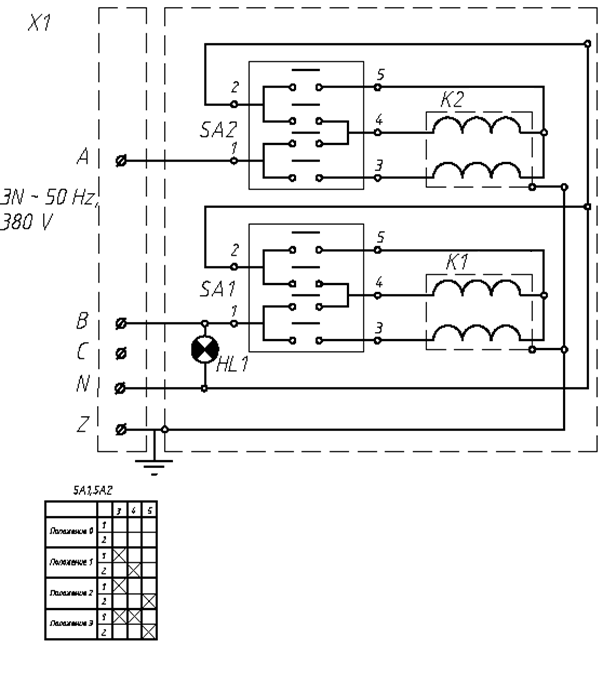 X1
2
5
K2
SA2
4
A
1
3
3N ~ 50 Hz,
380 V
2
5
K1
SA1
4
B
1
3
C
HL1
N
Z
SA1,SA2
3 4 5
Положение 0 1
2
Положение 1 1
2
Положение 2 1
2
Положение 3 1
2